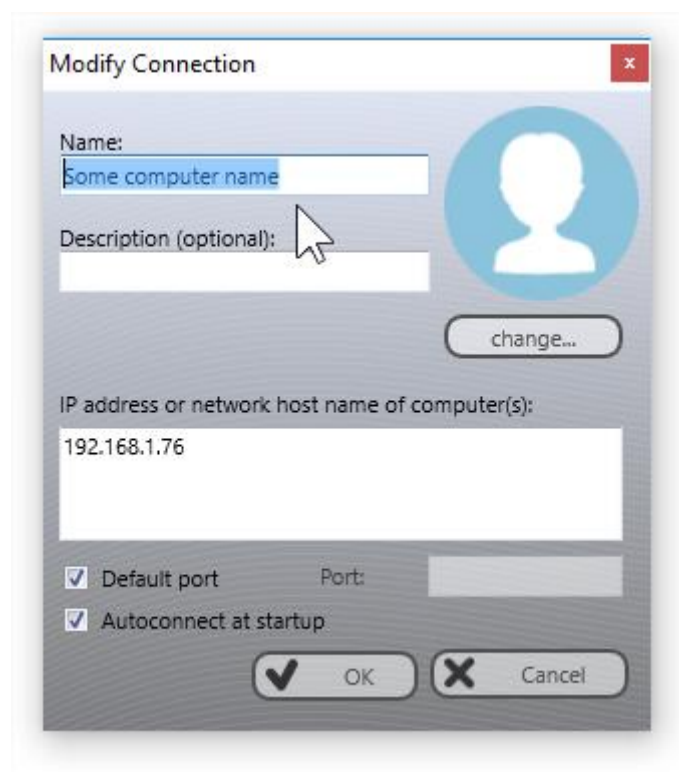 Modify Connection
x
Name:
Some computer name
Description (optional):
change...
IP address or network host name of computer(s):
192.168.1.76
Default port
Port:
Autoconnect at startup
OK
Cancel